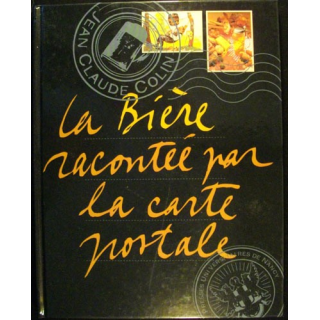 JEAN CLAUDE COLIN
La Bière
racontée par
la carte
postale